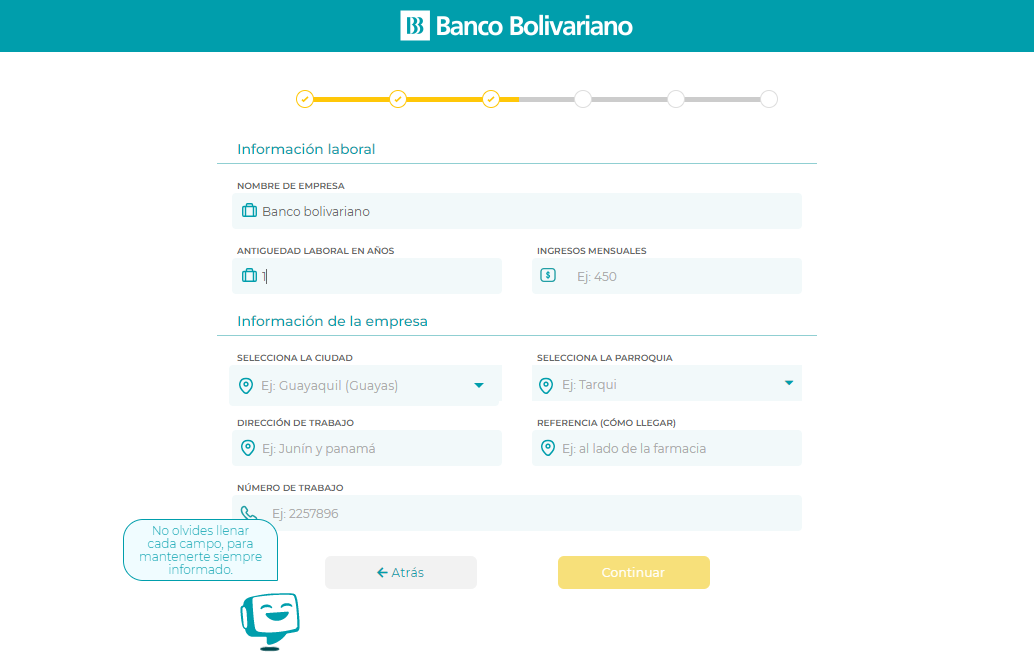 Banco Bolivariano
Información laboral
NOMBRE DE EMPRESA
Banco bolivariano
ANTIGUEDAD LABORAL EN AÑOS
INGRESOS MENSUALES
1
$
Ej: 450
Información de la empresa
SELECCIONA LA CIUDAD
SELECCIONA LA PARROQUIA
Ej: Guayaquil (Guayas)
Ej: Tarqui
DIRECCIÓN DE TRABAJO
REFERENCIA (CÓMO LLEGAR)
Ej: Junín y panamá
Ej: al lado de la farmacia
NÚMERO DE TRABAJO
Ej: 2257896
No olvides llenar
cada campo, para
mantenerte siempre
informado.
Atrás
Continuar